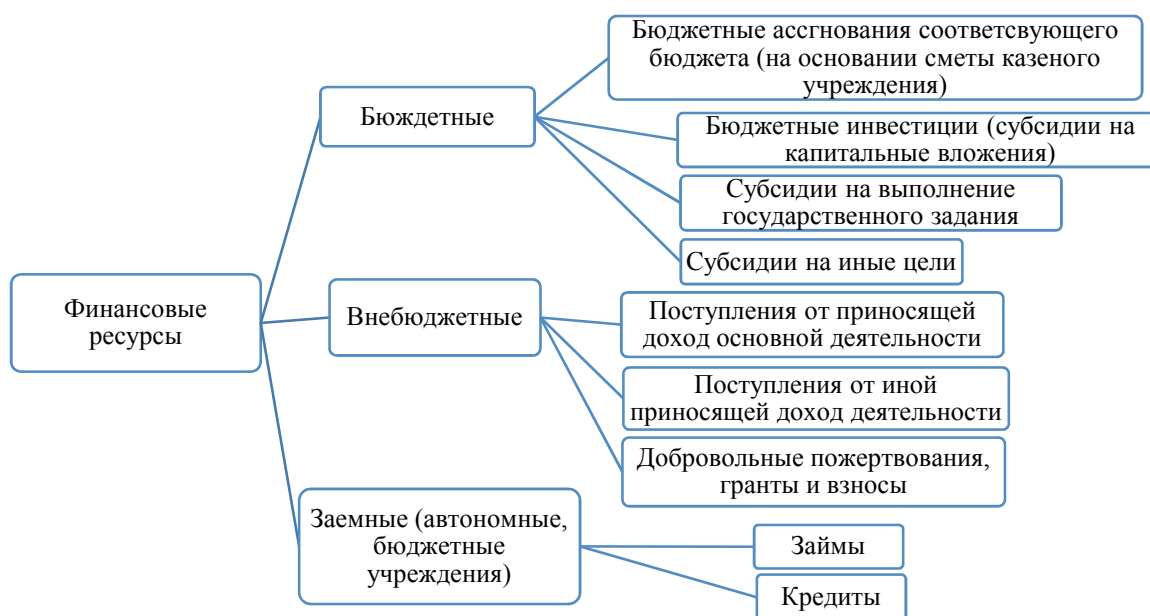 Бюджетные ассгнования соответсвующего
бюджета (на основании сметы казеного
учреждения)
Бюждетные
Бюджетные инвестиции (субсидии на
капитальные вложения)
Субсидии на выполнение
государственного задания
Субсидии на иные цели
Финансовые
ресурсы
Внебюджетные
Поступления от приносящей
доход основной деятельности
Поступления от иной
приносящей доход деятельности
Добровольные пожертвования,
гранты и взносы
Заемные (автономные,
бюджетные
учреждения)
Займы
Кредиты